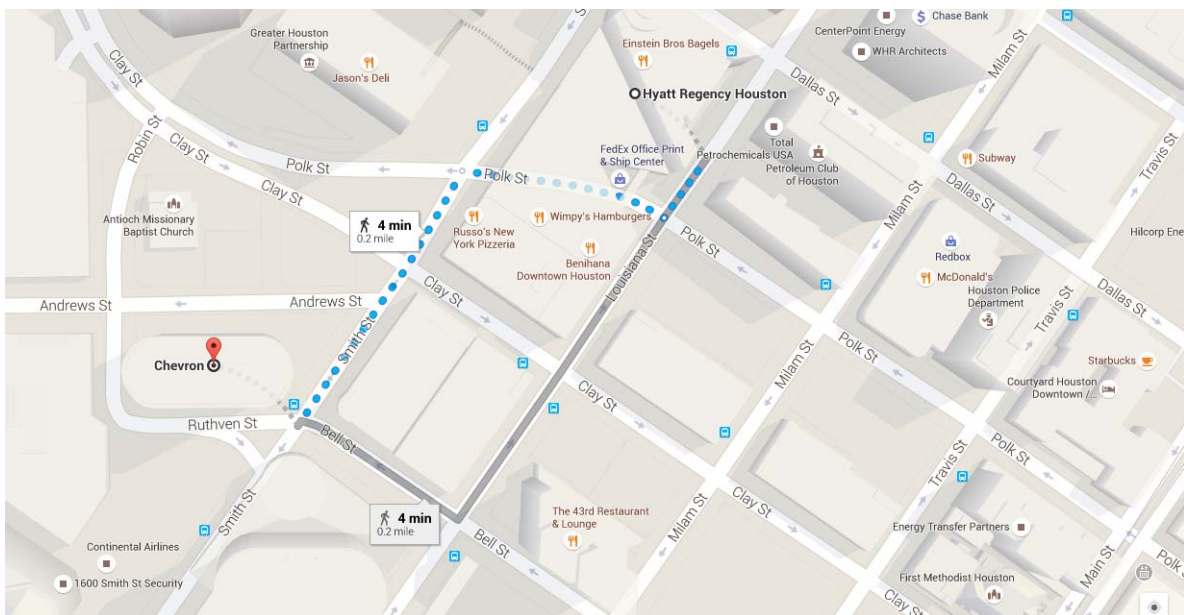 Greater Houston
Partnership
Jason's Deli
Einstein Bros Bagels
CenterPoint Energy
WHR Architects
Chase Bank
Milam St
Clay St
Robin St
Clay St
Hyatt Regency Houston
Dallas St
Travis St
Polk St
Polk St
FedEx Office Print
& Ship Center
Total
Petrochemicals USA
Petroleum Club
of Houston
Subway
Dallas St
Clay St
Antioch Missionary
Baptist Church
4 min
0.2 mile
Russo's New
York Pizzeria
Wimpy's Hamburgers
Benihana
Downtown Houston
Louisiana St
Polk St
Milam St
Redbox
McDonald's
Houston Police
Department
Hilcorp Ene
Andrews St
Andrews St
Clay St
Smith St
Dallas St
Travis St
Polk St
Chevron
Milam St
Starbucks
Courtyard Houston
Downtown /...
Ruthven St
Bell St
Clay St
Polk St
Travis St
Smith St
4 min
0.2 mile
The 43rd Restaurant
& Lounge
Milam St
Clay St
Energy Transfer Partners
Main St
Polk S
Bell St
Continental Airlines
1600 Smith St Security
First Methodist Houston